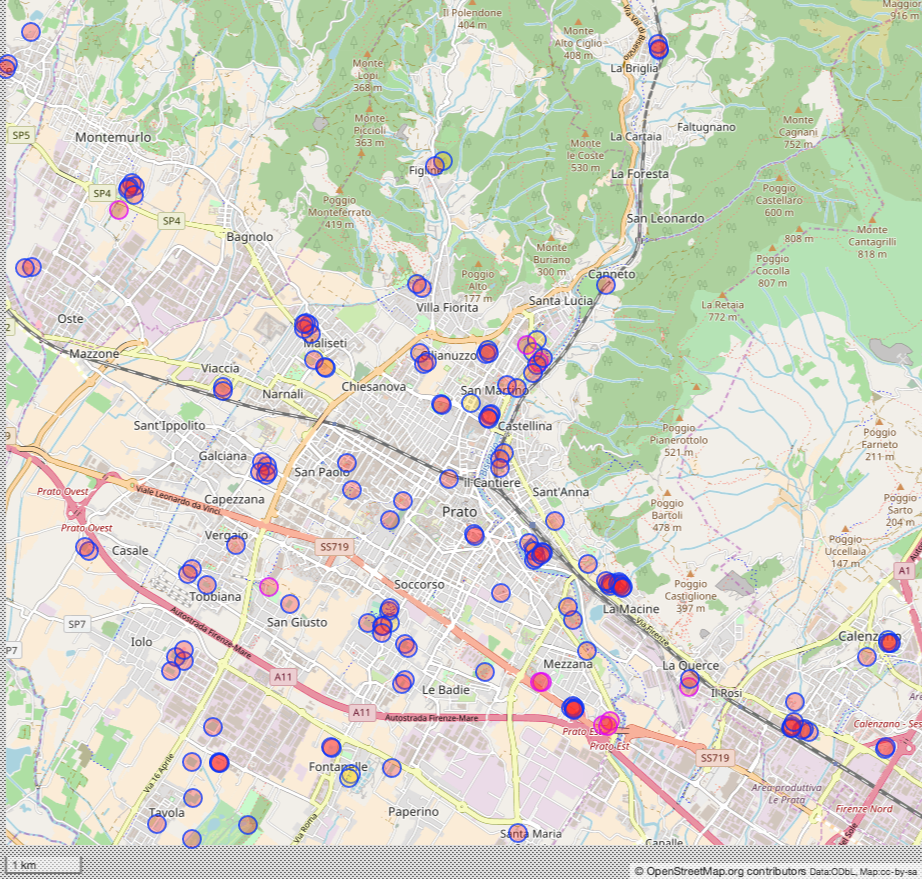 Il Polendone
404 m
Maggio
916 m
Monte
Alto Ciglio
408 m
Via Val di Bisenzio
La Briglia
Monte
Lopi
368 m
SP5
Montemurlo
Monte
Piccioli
363 m
La Cartaia
Faltugnano
Monte
Cagnani
752 m
Monte
le Coste
530 m
La Foresta
SP4
SP4
Poggio
Monteferrato
419 m
Poggio
Castellaro
600 m
San Leonardo
Bagnolo
808 m
Monte
Cantagrilli
818 m
Monte
Buriano
300 m
Poggio
Cocolla
807 m
Poggio
Alto
177 m
Canneto
Santa Lucia
La Retaia
772 m
Villa Fiorita
Oste
2
Maliseti
Mazzone
Viaccia
Chiesanova
San Martino
Narnali
Sant'Ippolito
Castellina
Poggio
Pianerottolo
521 m
Poggio
Farneto
211 m
9
Galciana
San Paolo
il Cantiere
Sant'Anna
Prato Ovest
Viale Leonardo da Vinci
Capezzana
Prato
Poggio
Bartoli
478 m
Poggio
Sarto
204 m
Prato Ovest
Vergaio
SS719
Casale
Poggio
Uccellaia
147 m
A1
Soccorso
Poggio
Castiglione
397 m
Tobbiana
La Macine
SP7
San Giusto
Autostrada Firenze-Mare
Via Firenze
Iolo
P7
Mezzana
La Querce
A11
Le Badie
Il Rosi
A11
Autostrada Firenze-Mare
Calenzano-Ses
Prato Est
SS719
Via 16 Aprile
Fontanelle
Area produttiva
Le Prata
Tavola
Paperino
Via Roma
Firenze Nord
Santa Maria
1 km
© OpenStreetMap.org contributors Data:ODbL, Map:cc-by-sa